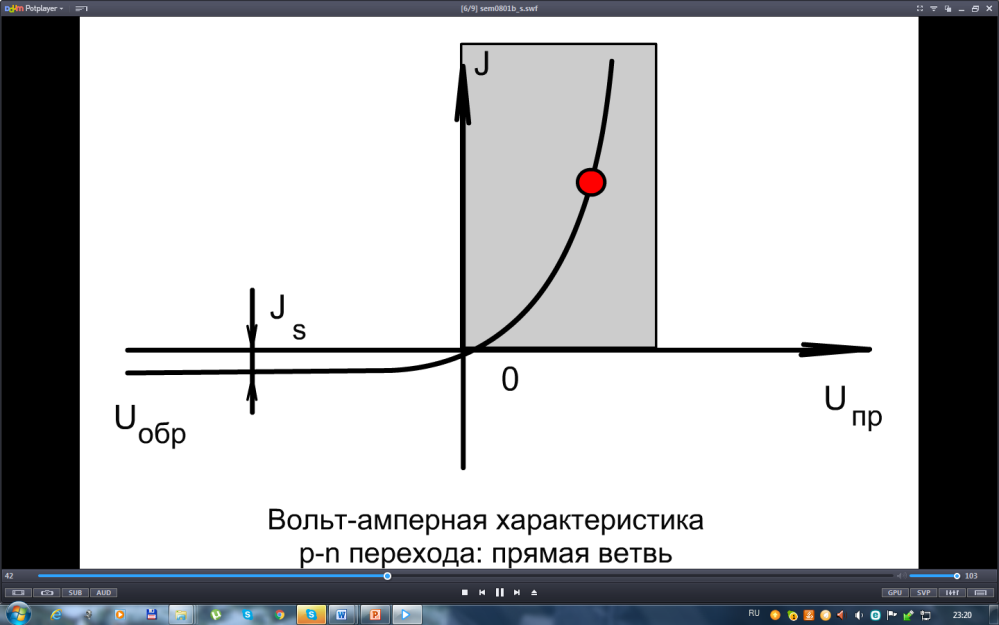 Potplayer
[6/9] sem0801b_s.swf
J
J s
0
U обр
U пр
Вольт-амперная характеристика
p-n перехода: прямая ветвь
42
103
SUB AUD
GPU SVP
RU
23:20